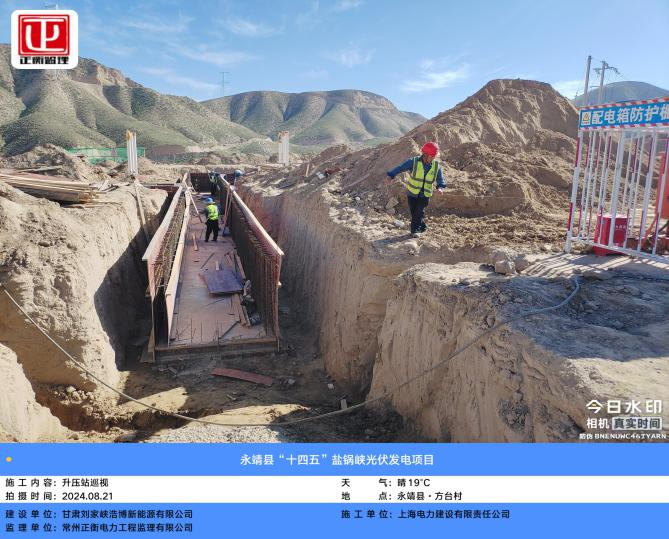 正衡监理
配电箱防护栅
今日水印
相机 真实时间
防伪 BNENUWC46TYARN
永靖县“十四五”盐锅峡光伏发电项目
施工内容：升压站巡视
天　　气：晴 19℃
拍摄时间：2024.08.21
地　　点：永靖县·方台村
建设单位：甘肃刘家峡浩博新能源有限公司
施工单位：上海电力建设有限责任公司
监理单位：常州正衡电力工程监理有限公司